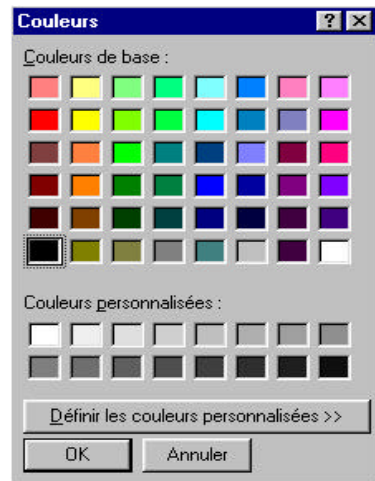 Couleurs
Couleurs de base :
Couleurs personnalisées :
Définir les couleurs personnalisées >>
OK Annuler